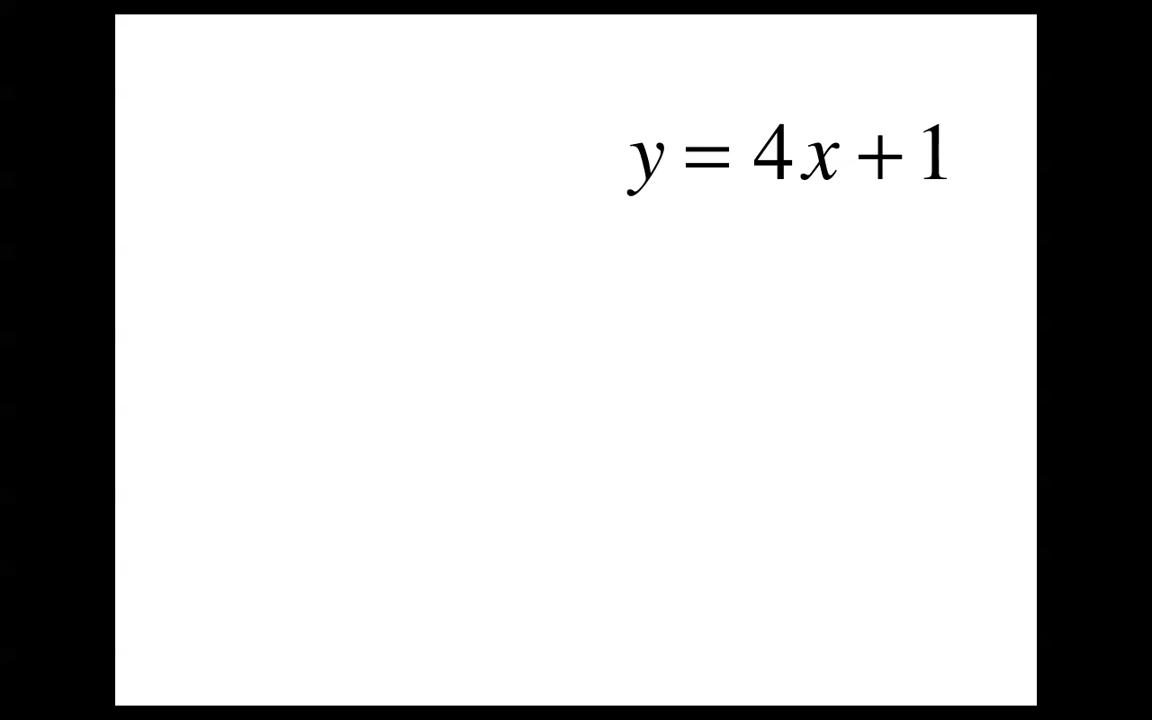 y = 4x + 1